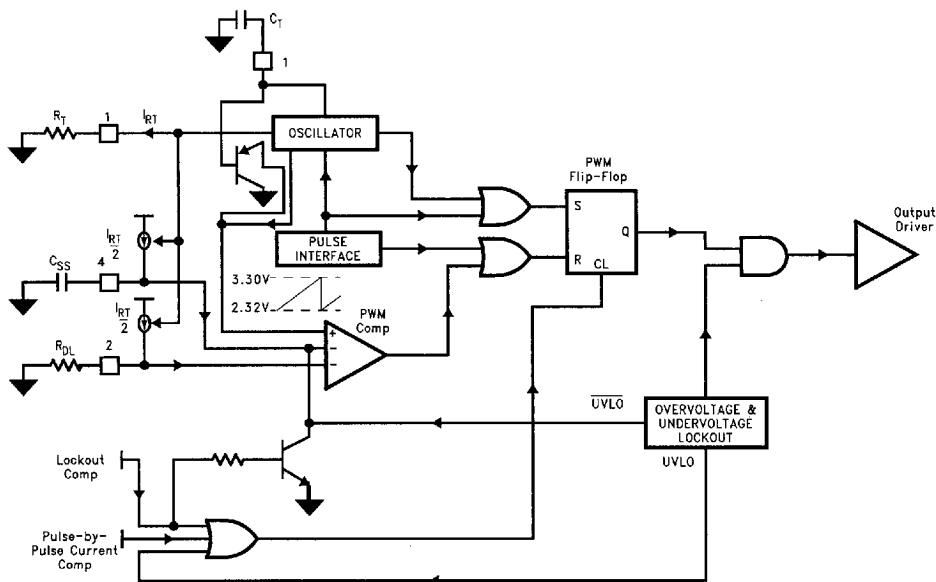 C_T
1
R_T
1
I_RT
OSCILLATOR
PWM
Flip-Flop
S
Q
R
CL
Output
Driver
PULSE
INTERFACE
I_RT
2
C_SS
4
3.30V
2.32V
I_RT
2
PWM
Comp
+
−
−
R_DL
2
U̅V̅L̅O̅
OVERVOLTAGE &
UNDERVOLTAGE
LOCKOUT
UVLO
Lockout
Comp
Pulse-by-
Pulse Current
Comp